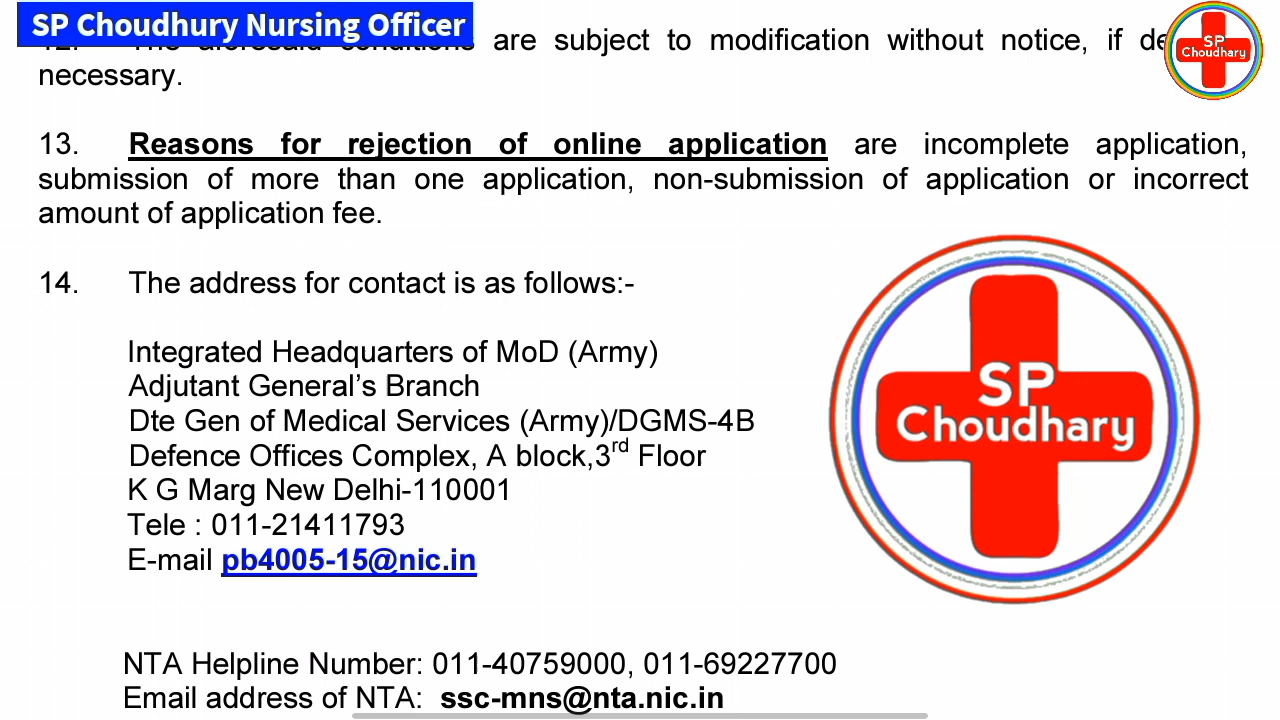 SP Choudhury Nursing Officer
are subject to modification without notice, if
necessary.
SP
Choudhary
13. Reasons for rejection of online application are incomplete application,
submission of more than one application, non-submission of application or incorrect
amount of application fee.
14. The address for contact is as follows:-
Integrated Headquarters of MoD (Army)
Adjutant General's Branch
Dte Gen of Medical Services (Army)/DGMS-4B
Defence Offices Complex, A block,3rd Floor
K G Marg New Delhi-110001
Tele : 011-21411793
E-mail pb4005-15@nic.in
SP
Choudhary
NTA Helpline Number: 011-40759000, 011-69227700
Email address of NTA: ssc-mns@nta.nic.in